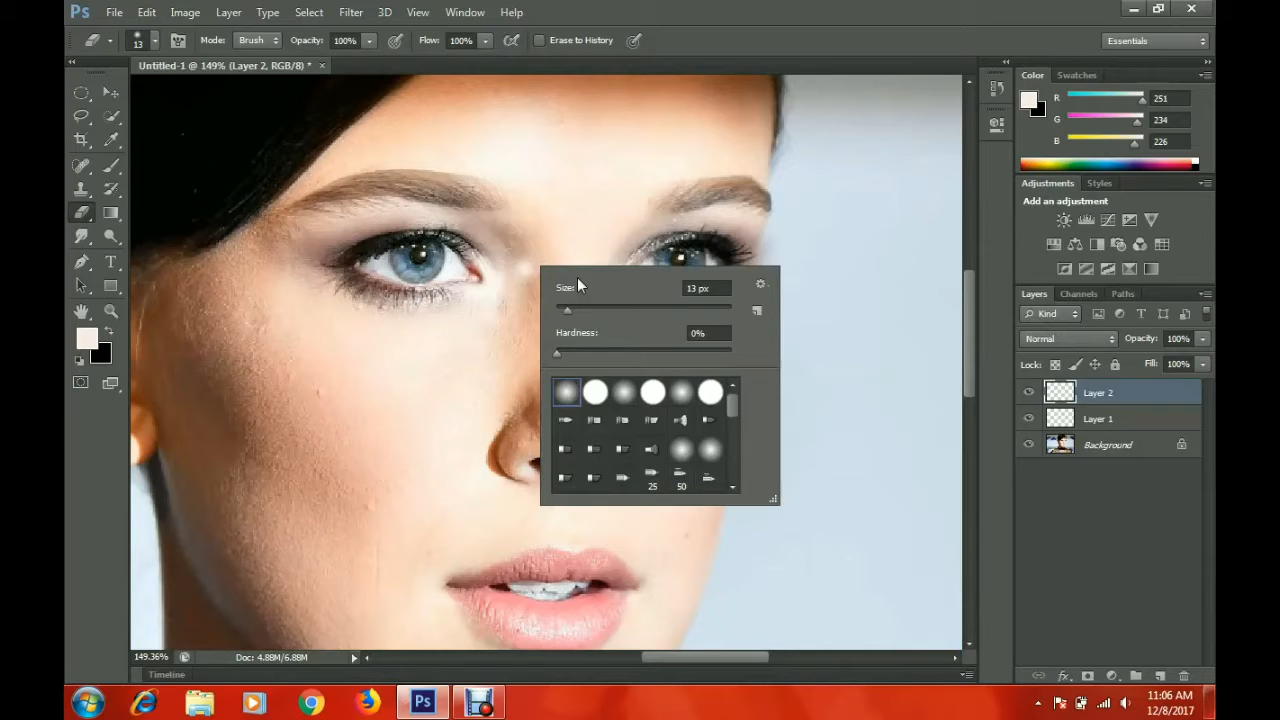 Ps File Edit Image Layer Type Select Filter 3D View Window Help
13 Mode: Brush Opacity: 100% Flow: 100% Erase to History Essentials
Untitled-1 @ 149% (Layer 2, RGB/8) * ×
Color Swatches
R 251
G 234
B 226
Adjustments Styles
Add an adjustment
Size: 13 px
Hardness: 0%
25 50
Layers Channels Paths
Kind
Normal Opacity: 100%
Lock: Fill: 100%
Layer 2
Layer 1
Background
149.36% Doc: 4.88M/6.88M
Timeline
Ps
11:06 AM
12/8/2017